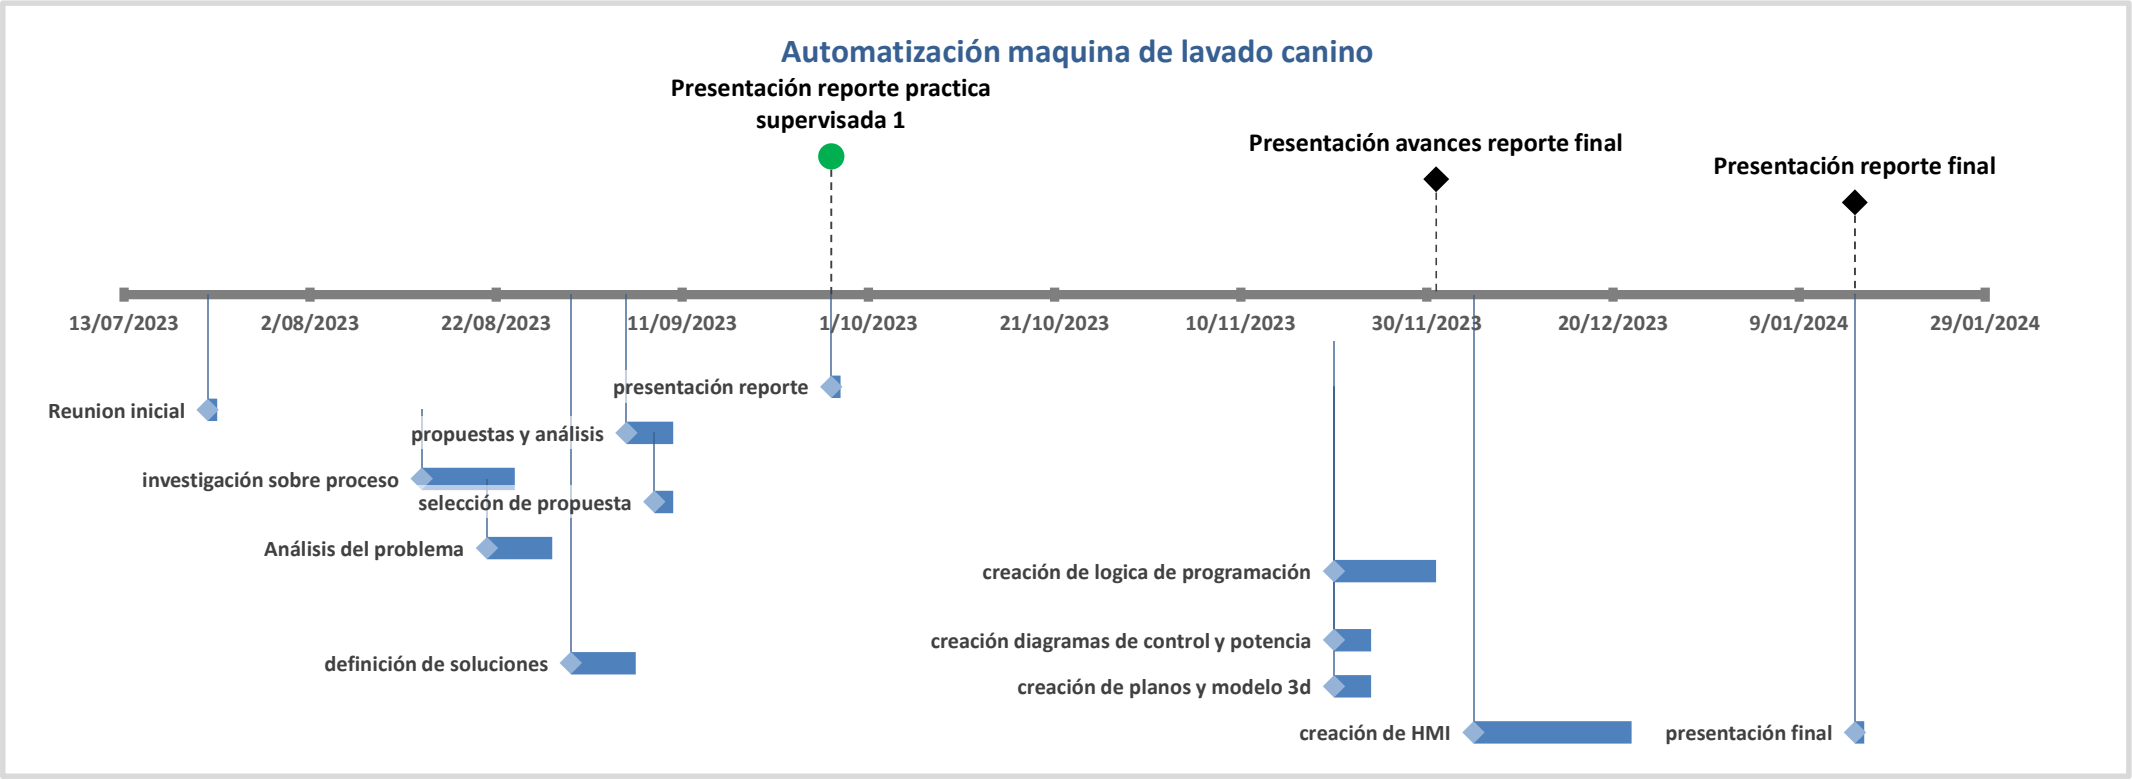 Automatización maquina de lavado canino
Presentación reporte practica
supervisada 1
Presentación avances reporte final
Presentación reporte final
13/07/2023
2/08/2023
22/08/2023
11/09/2023
1/10/2023
21/10/2023
10/11/2023
30/11/2023
20/12/2023
9/01/2024
29/01/2024
presentación reporte
Reunion inicial
propuestas y análisis
investigación sobre proceso
selección de propuesta
Análisis del problema
creación de logica de programación
creación diagramas de control y potencia
definición de soluciones
creación de planos y modelo 3d
creación de HMI
presentación final